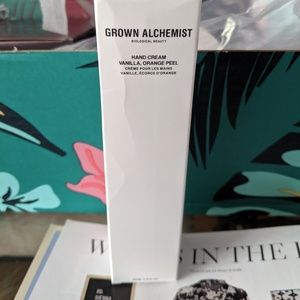 GROWN ALCHEMIST
BIOLOGICAL BEAUTY
HAND CREAM
VANILLA, ORANGE PEEL
CRÈME POUR LES MAINS
VANILLE, ÉCORCE D'ORANGE
S IN THE